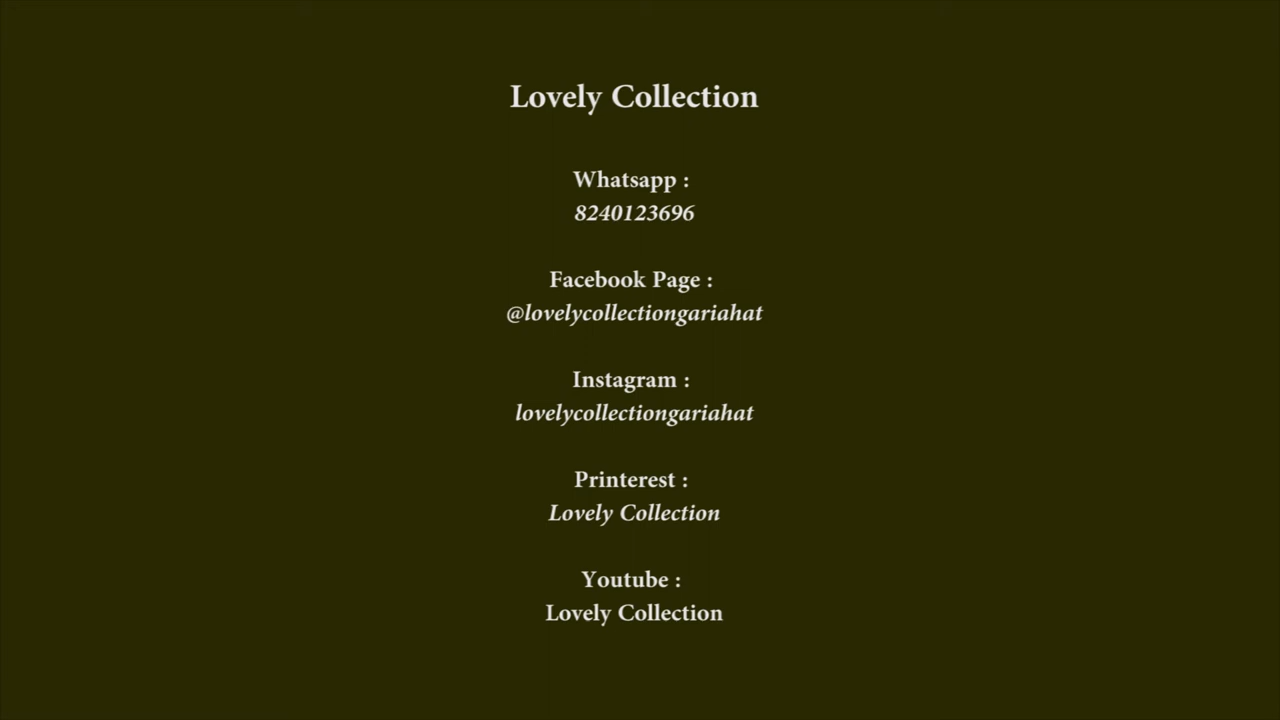 Lovely Collection
Whatsapp :
8240123696
Facebook Page :
@lovelycollectiongariahat
Instagram :
lovelycollectiongariahat
Printerest :
Lovely Collection
Youtube :
Lovely Collection